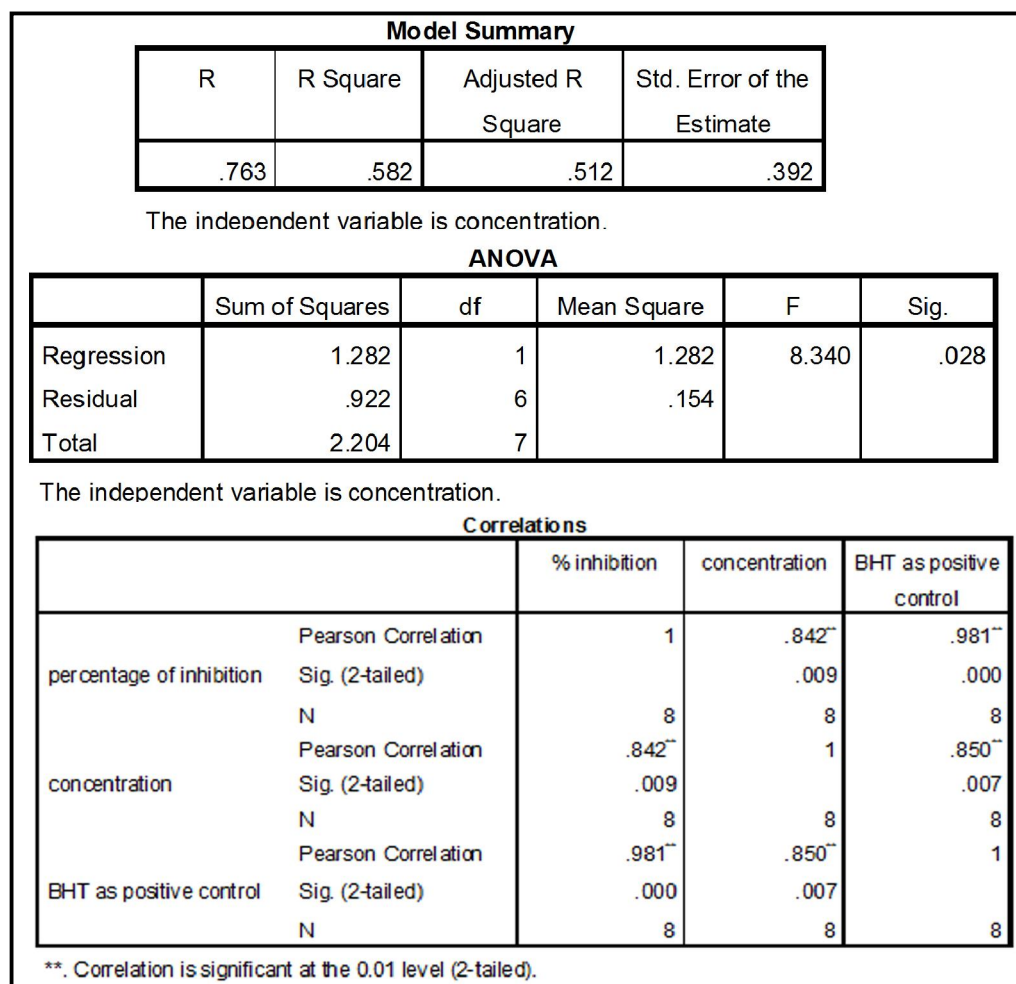 Model Summary
R R Square Adjusted R Square Std. Error of the Estimate
.763 .582 .512 .392
The independent variable is concentration.
ANOVA
Sum of Squares df Mean Square F Sig.
Regression 1.282 1 1.282 8.340 .028
Residual .922 6 .154
Total 2.204 7
The independent variable is concentration.
Correlations
% inhibition concentration BHT as positive control
percentage of inhibition Pearson Correlation 1 .842** .981**
Sig. (2-tailed) .009 .000
N 8 8 8
concentration Pearson Correlation .842** 1 .850**
Sig. (2-tailed) .009 .007
N 8 8 8
BHT as positive control Pearson Correlation .981** .850** 1
Sig. (2-tailed) .000 .007
N 8 8 8
**. Correlation is significant at the 0.01 level (2-tailed).